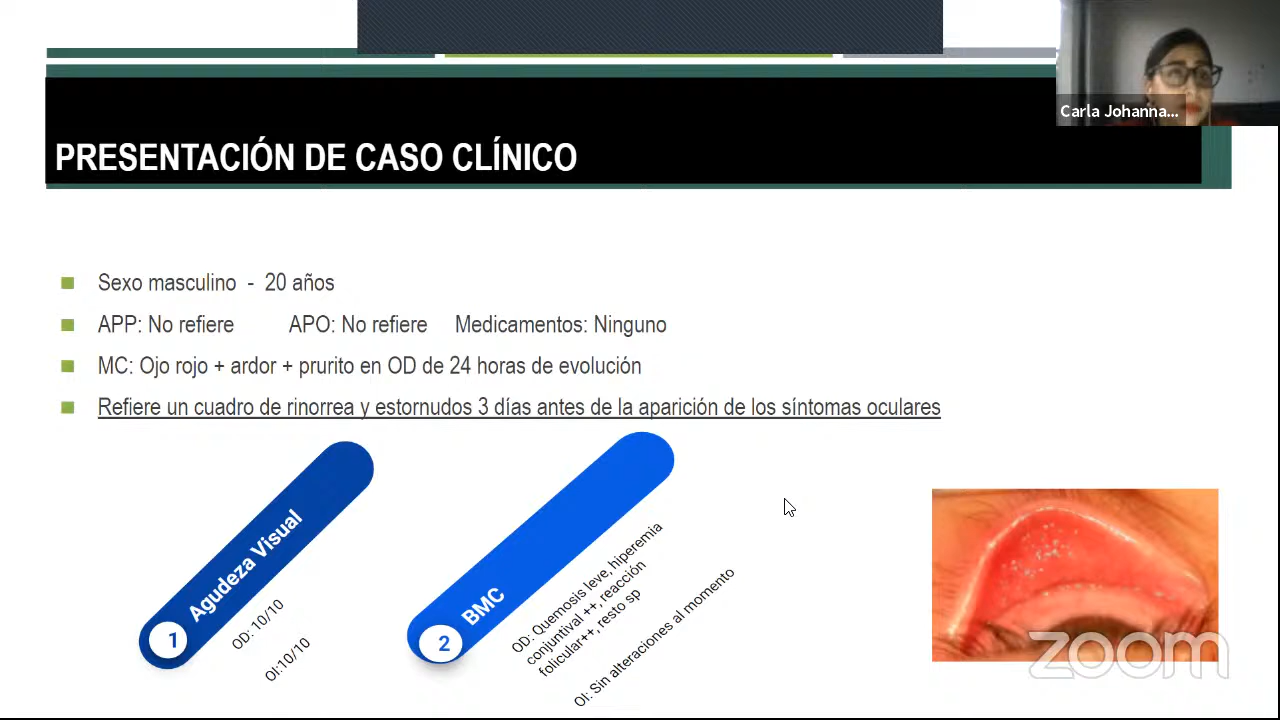 Carla Johanna...
PRESENTACIÓN DE CASO CLÍNICO
Sexo masculino - 20 años
APP: No refiere APO: No refiere Medicamentos: Ninguno
MC: Ojo rojo + ardor + prurito en OD de 24 horas de evolución
Refiere un cuadro de rinorrea y estornudos 3 días antes de la aparición de los síntomas oculares
1 Agudeza Visual
OD: 10/10
OI:10/10
2 BMC
OD: Quemosis leve, hiperemia
conjuntival ++, reacción
folicular++, resto sp
OI: Sin alteraciones al momento
zoom